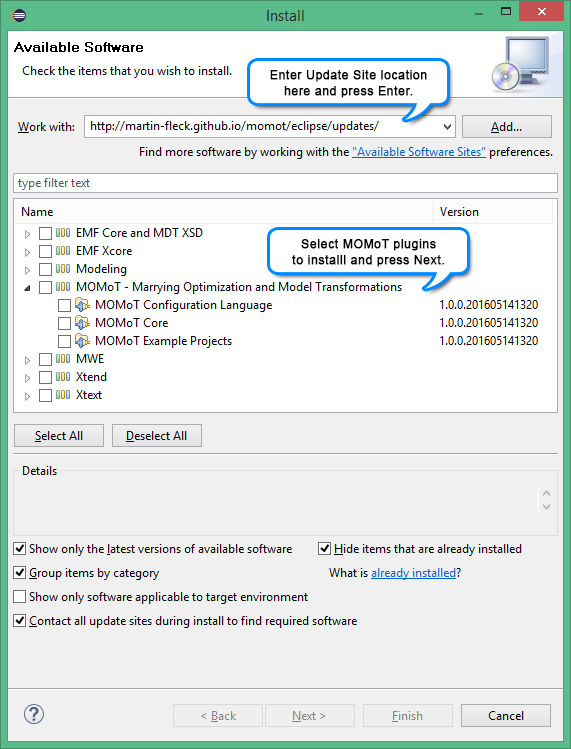 Install
Available Software
Check the items that you wish to install.
Enter Update Site location
here and press Enter.
Work with: http://martin-fleck.github.io/momot/eclipse/updates/ Add...
Find more software by working with the "Available Software Sites" preferences.
type filter text
Name Version
EMF Core and MDT XSD
EMF Xcore
Modeling
Select MOMoT plugins
to installl and press Next.
MOMoT - Marrying Optimization and Model Transformations
MOMoT Configuration Language 1.0.0.201605141320
MOMoT Core 1.0.0.201605141320
MOMoT Example Projects 1.0.0.201605141320
MWE
Xtend
Xtext
Select All Deselect All
Details
Show only the latest versions of available software Hide items that are already installed
Group items by category What is already installed?
Show only software applicable to target environment
Contact all update sites during install to find required software
? < Back Next > Finish Cancel